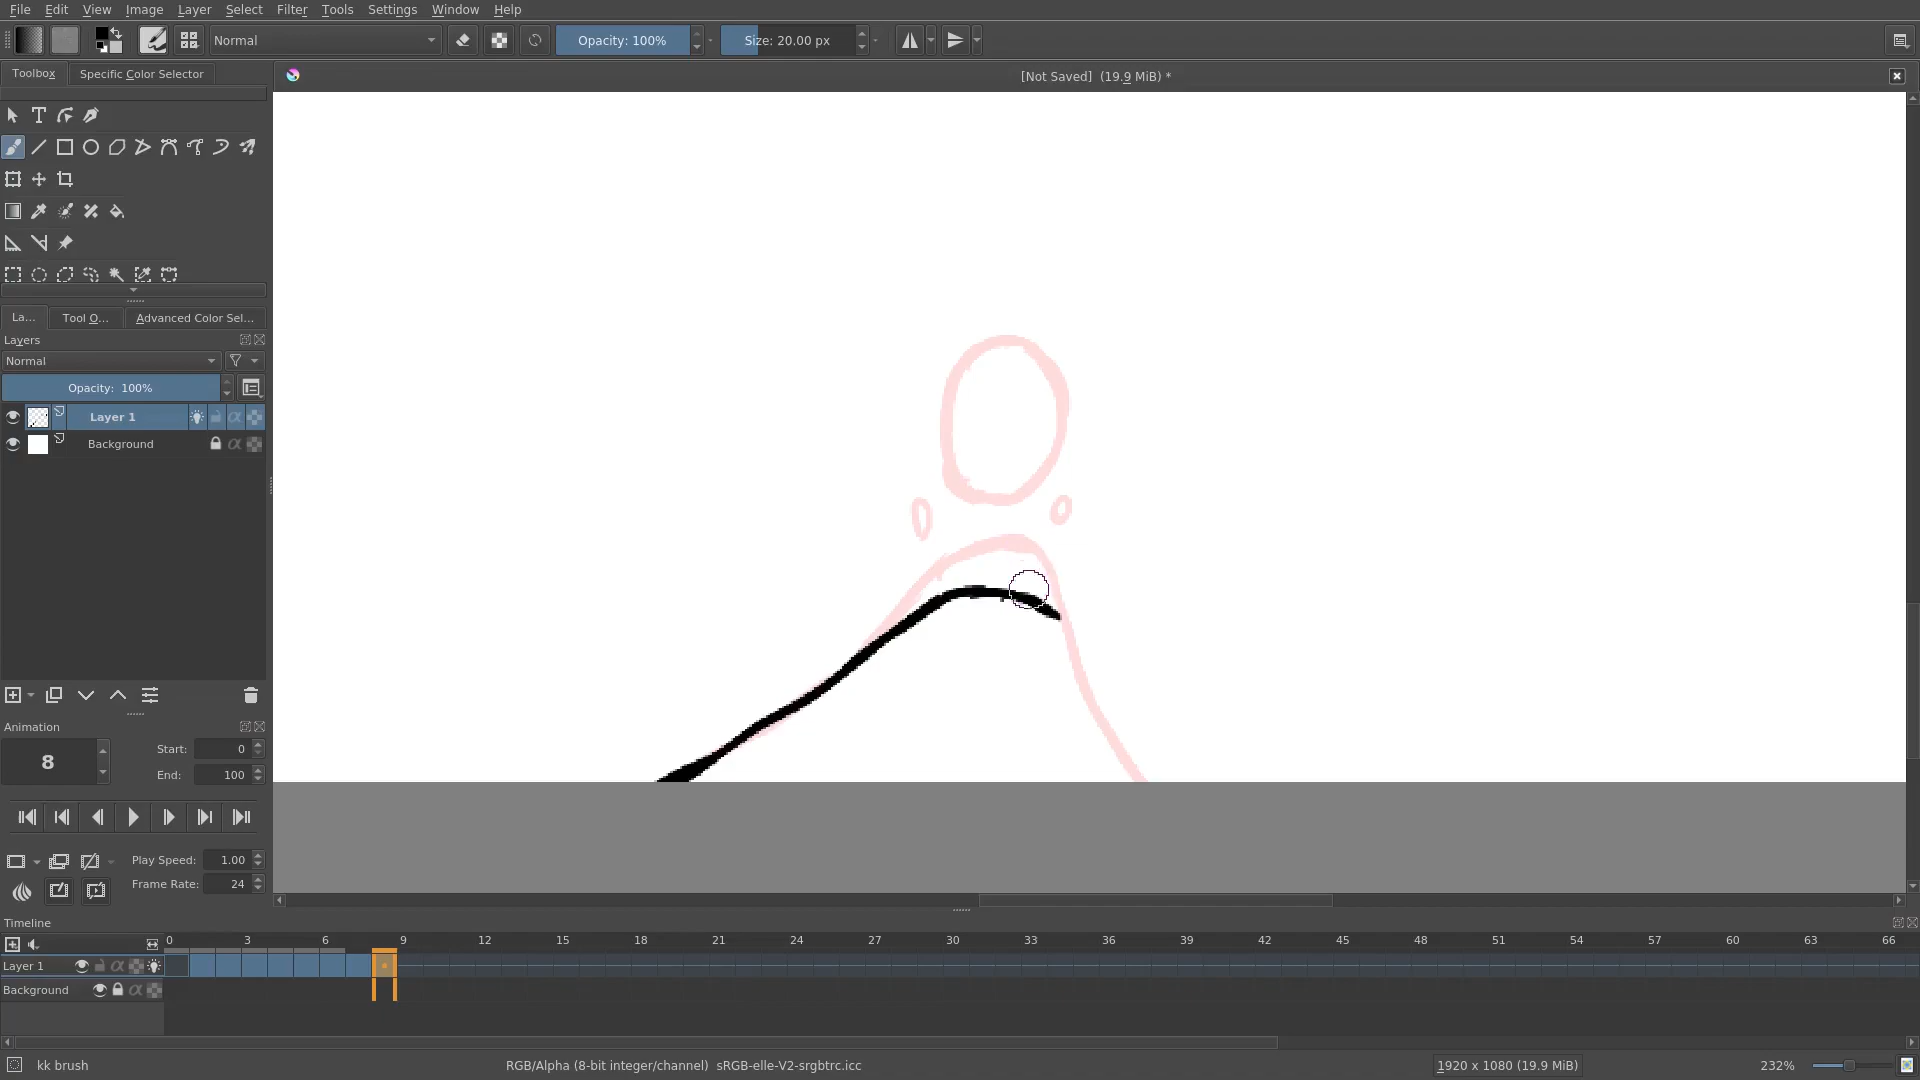 File Edit View Image Layer Select Filter Tools Settings Window Help
Normal Opacity: 100% Size: 20.00 px
Toolbox Specific Color Selector
[Not Saved] (19.9 MiB) *
La... Tool O... Advanced Color Sel...
Layers
Normal
Opacity: 100%
Layer 1
Background
Animation
8 Start: 0
End: 100
Play Speed: 1.00
Frame Rate: 24
Timeline
0 3 6 9 12 15 18 21 24 27 30 33 36 39 42 45 48 51 54 57 60 63 66
Layer 1
Background
kk brush RGB/Alpha (8-bit integer/channel) sRGB-elle-V2-srgbtrc.icc 1920 x 1080 (19.9 MiB) 232%